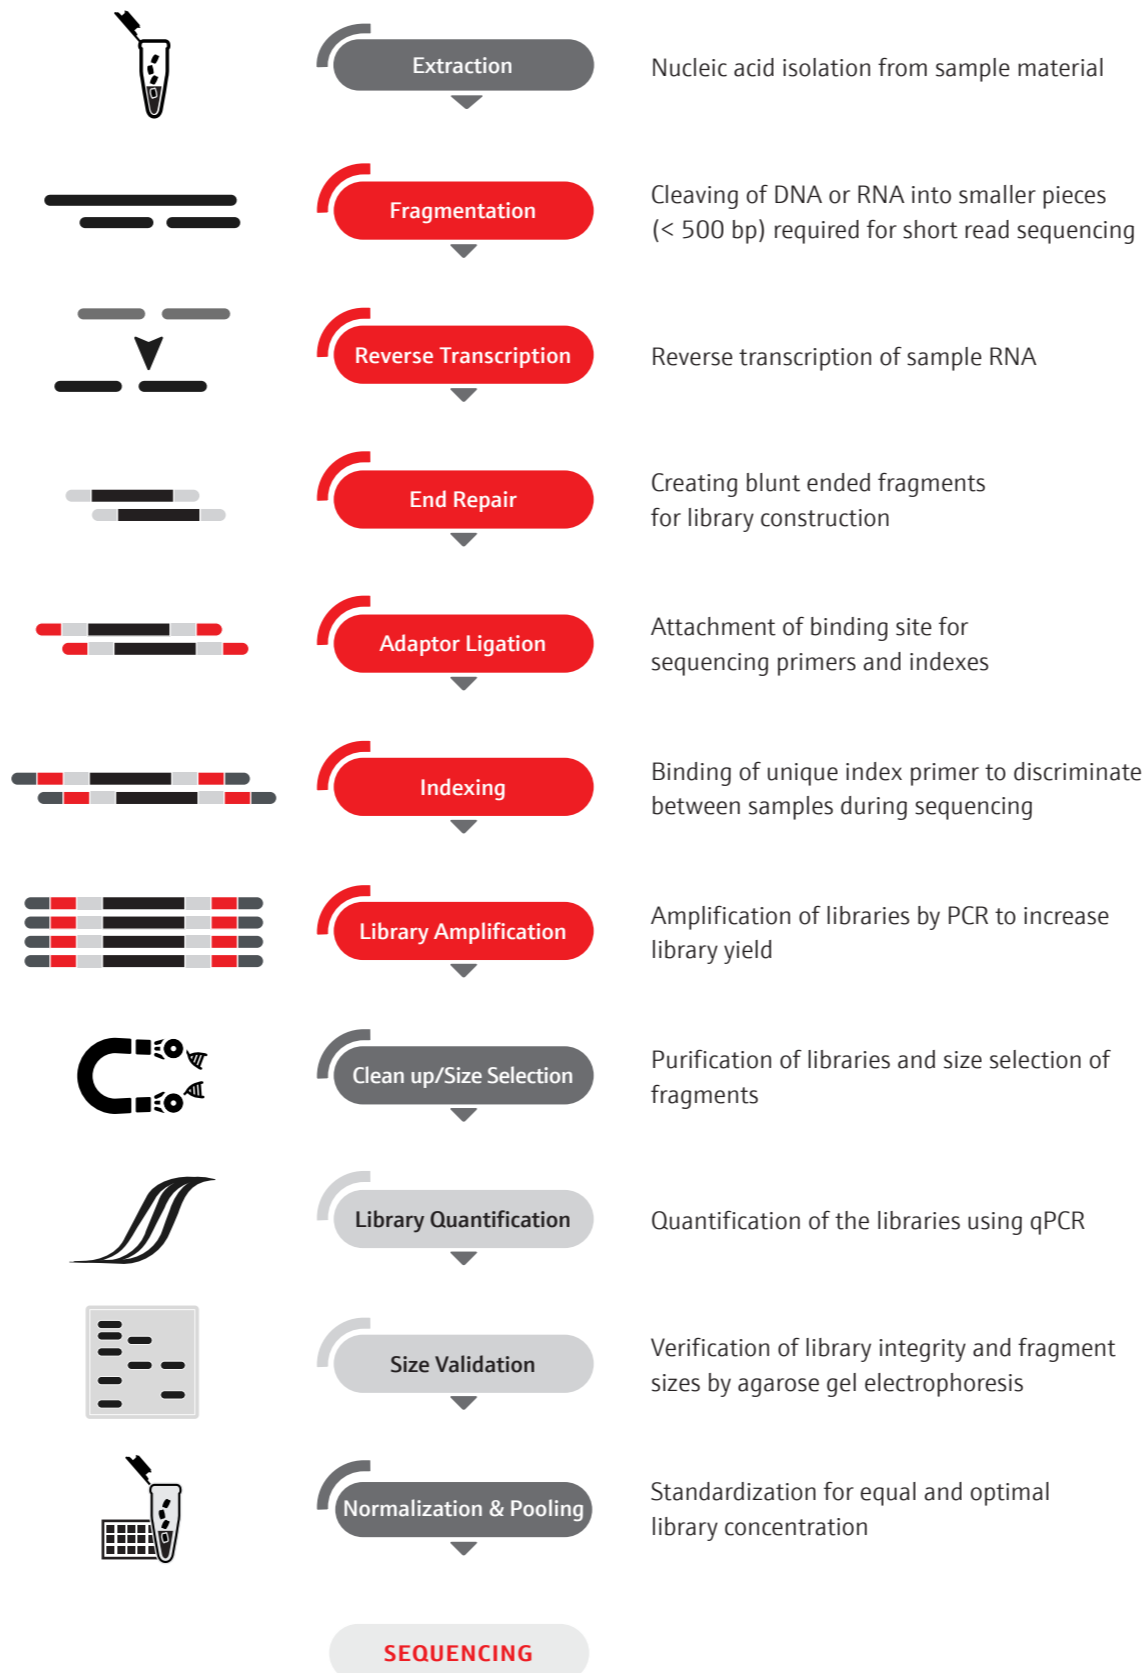 Extraction
Nucleic acid isolation from sample material
Fragmentation
Cleaving of DNA or RNA into smaller pieces
(< 500 bp) required for short read sequencing
Reverse Transcription
Reverse transcription of sample RNA
End Repair
Creating blunt ended fragments
for library construction
Adaptor Ligation
Attachment of binding site for
sequencing primers and indexes
Indexing
Binding of unique index primer to discriminate
between samples during sequencing
Library Amplification
Amplification of libraries by PCR to increase
library yield
Clean up/Size Selection
Purification of libraries and size selection of
fragments
Library Quantification
Quantification of the libraries using qPCR
Size Validation
Verification of library integrity and fragment
sizes by agarose gel electrophoresis
Normalization & Pooling
Standardization for equal and optimal
library concentration
SEQUENCING